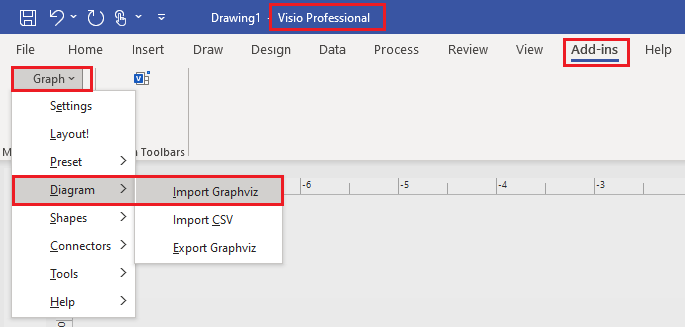 Drawing1 - Visio Professional
File Home Insert Draw Design Data Process Review View Add-ins Help
Graph
Settings
Layout!
Preset
Toolbars
Diagram
Import Graphviz
-6 -5 -4 -3
Shapes
Import CSV
Connectors
Export Graphviz
Tools
Help